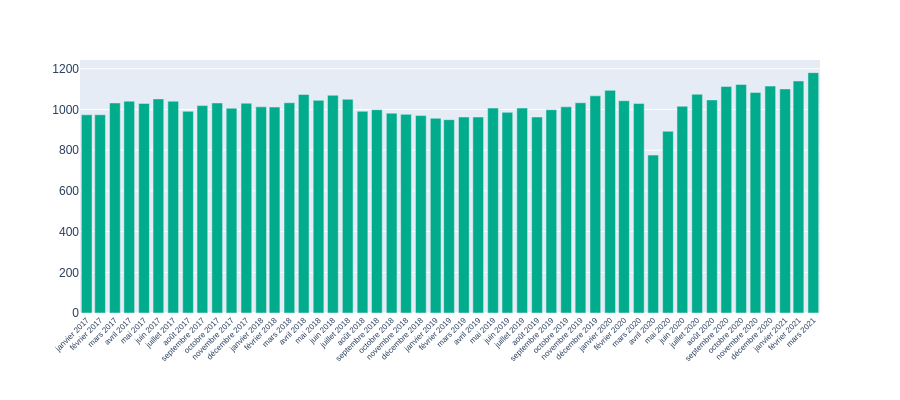 1200
1000
800
600
400
200
0
janvier 2017
février 2017
mars 2017
avril 2017
mai 2017
juin 2017
juillet 2017
août 2017
septembre 2017
octobre 2017
novembre 2017
décembre 2017
janvier 2018
février 2018
mars 2018
avril 2018
mai 2018
juin 2018
juillet 2018
août 2018
septembre 2018
octobre 2018
novembre 2018
décembre 2018
janvier 2019
février 2019
mars 2019
avril 2019
mai 2019
juin 2019
juillet 2019
août 2019
septembre 2019
octobre 2019
novembre 2019
décembre 2019
janvier 2020
février 2020
mars 2020
avril 2020
mai 2020
juin 2020
juillet 2020
août 2020
septembre 2020
octobre 2020
novembre 2020
décembre 2020
janvier 2021
février 2021
mars 2021